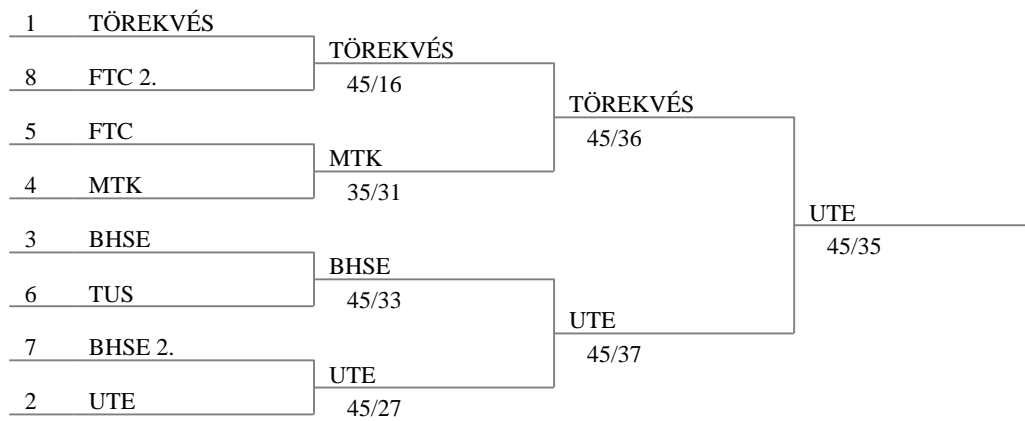 1 TÖREKVÉS
TÖREKVÉS
8 FTC 2.
45/16
TÖREKVÉS
5 FTC
45/36
MTK
4 MTK
35/31
UTE
3 BHSE
45/35
BHSE
6 TUS
45/33
UTE
7 BHSE 2.
45/37
UTE
2 UTE
45/27